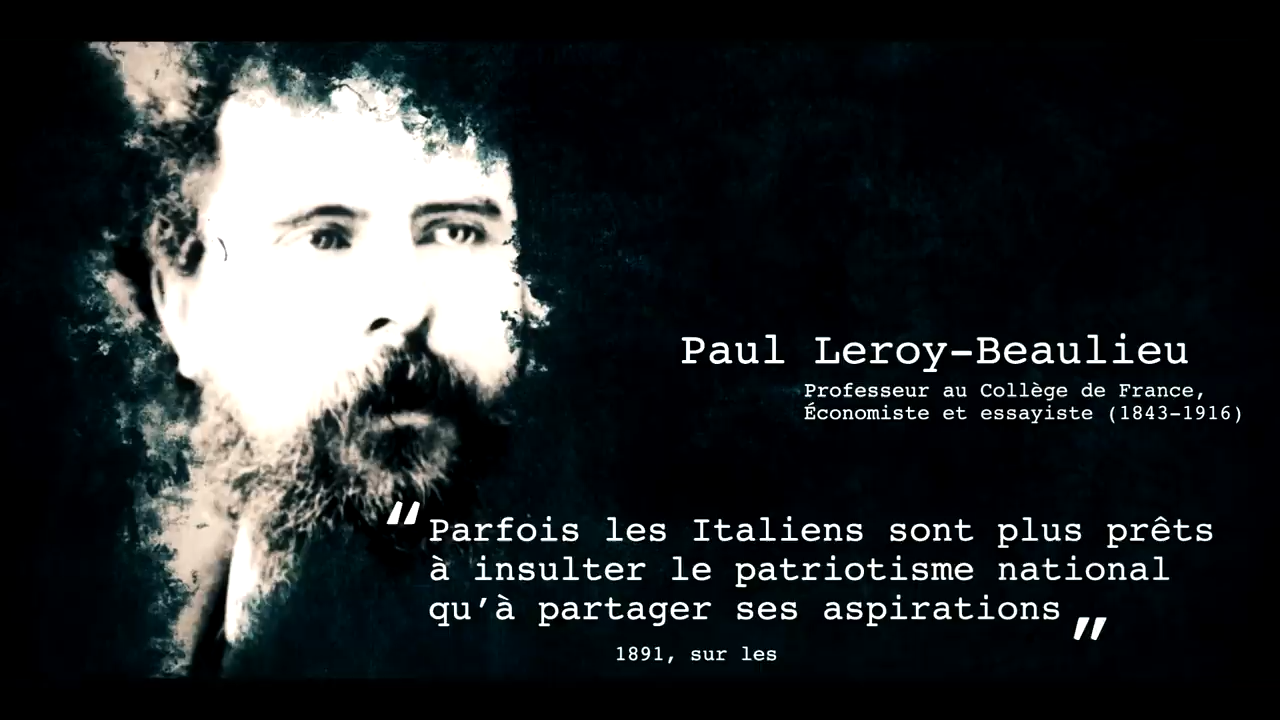 Paul Leroy-Beaulieu
Professeur au Collège de France,
Économiste et essayiste (1843-1916)
“Parfois les Italiens sont plus prêts
à insulter le patriotisme national
qu’à partager ses aspirations”
1891, sur les